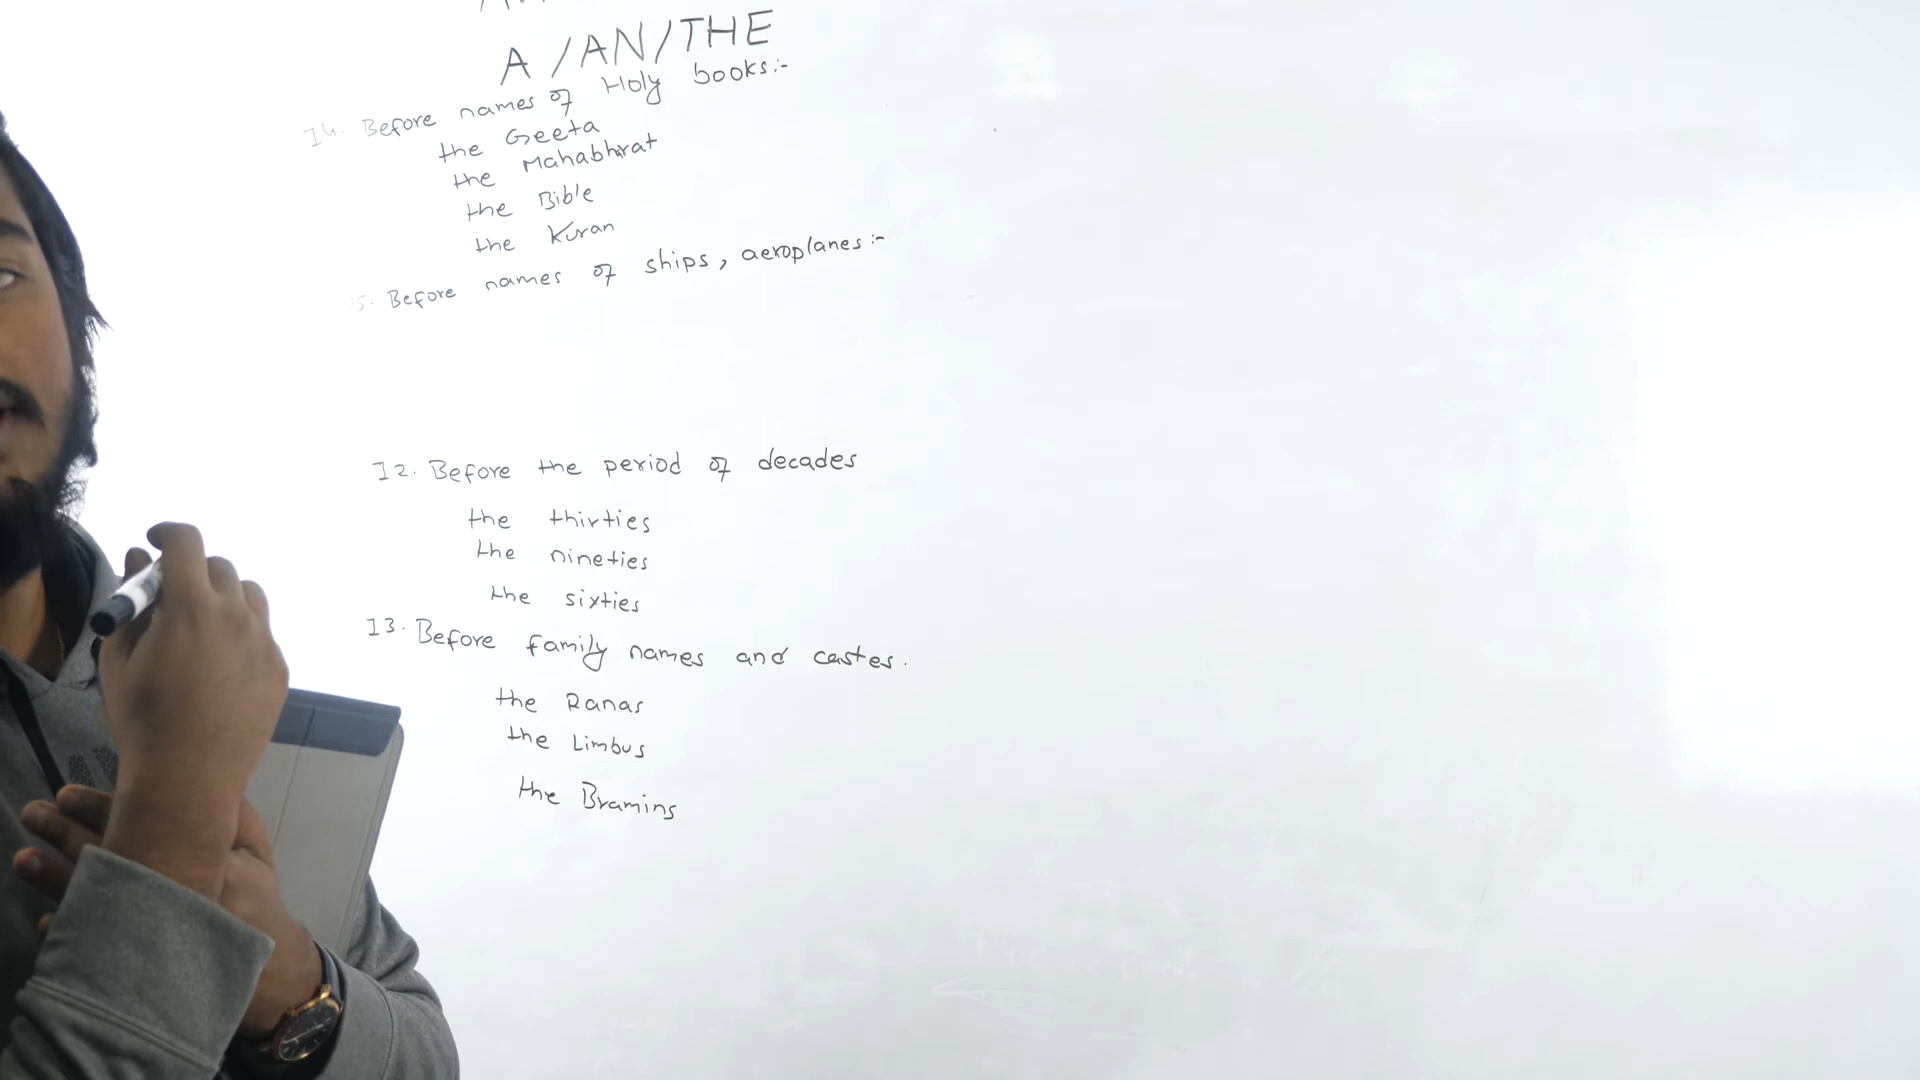 A/AN/THE
14. Before names of Holy books:-
the Geeta
the Mahabhrat
the Bible
the Kuran
15. Before names of ships, aeroplanes:-
12. Before the period of decades
the thirties
the nineties
the sixties
13. Before family names and castes.
the Ranas
the Limbus
the Bramins